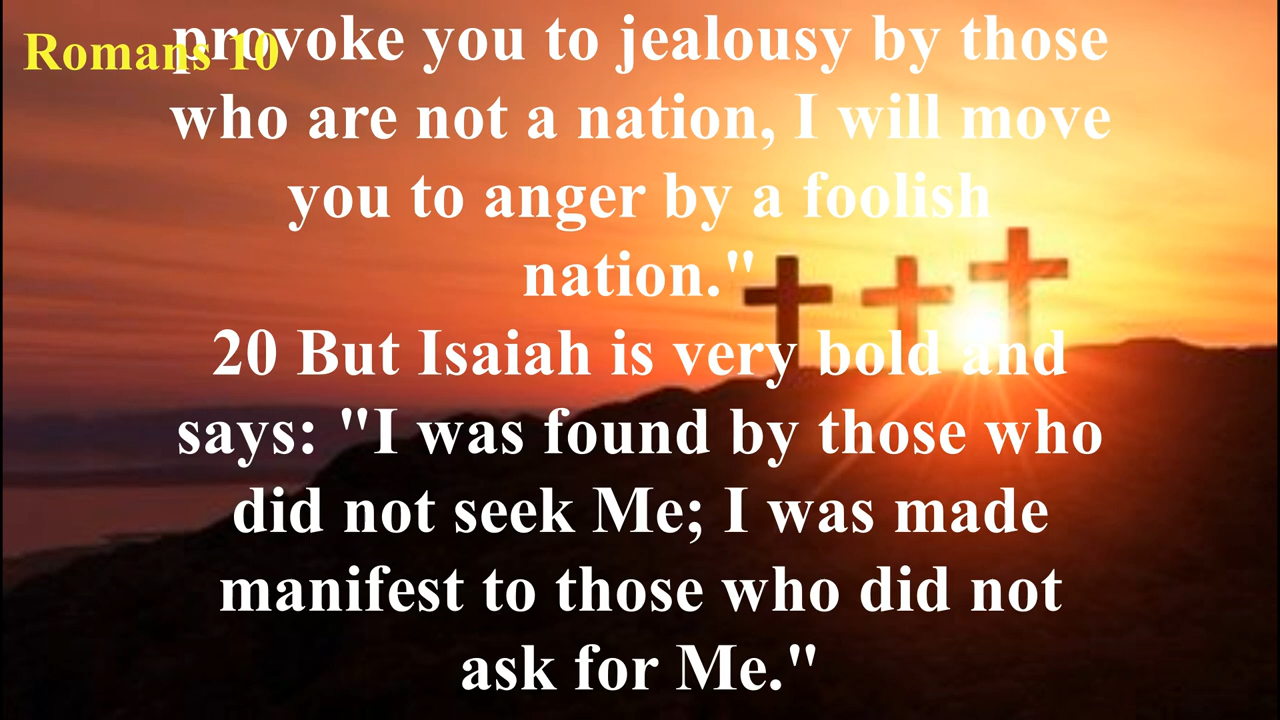 Romans 10
provoke you to jealousy by those
who are not a nation, I will move
you to anger by a foolish
nation."
20 But Isaiah is very bold and
says: "I was found by those who
did not seek Me; I was made
manifest to those who did not
ask for Me."